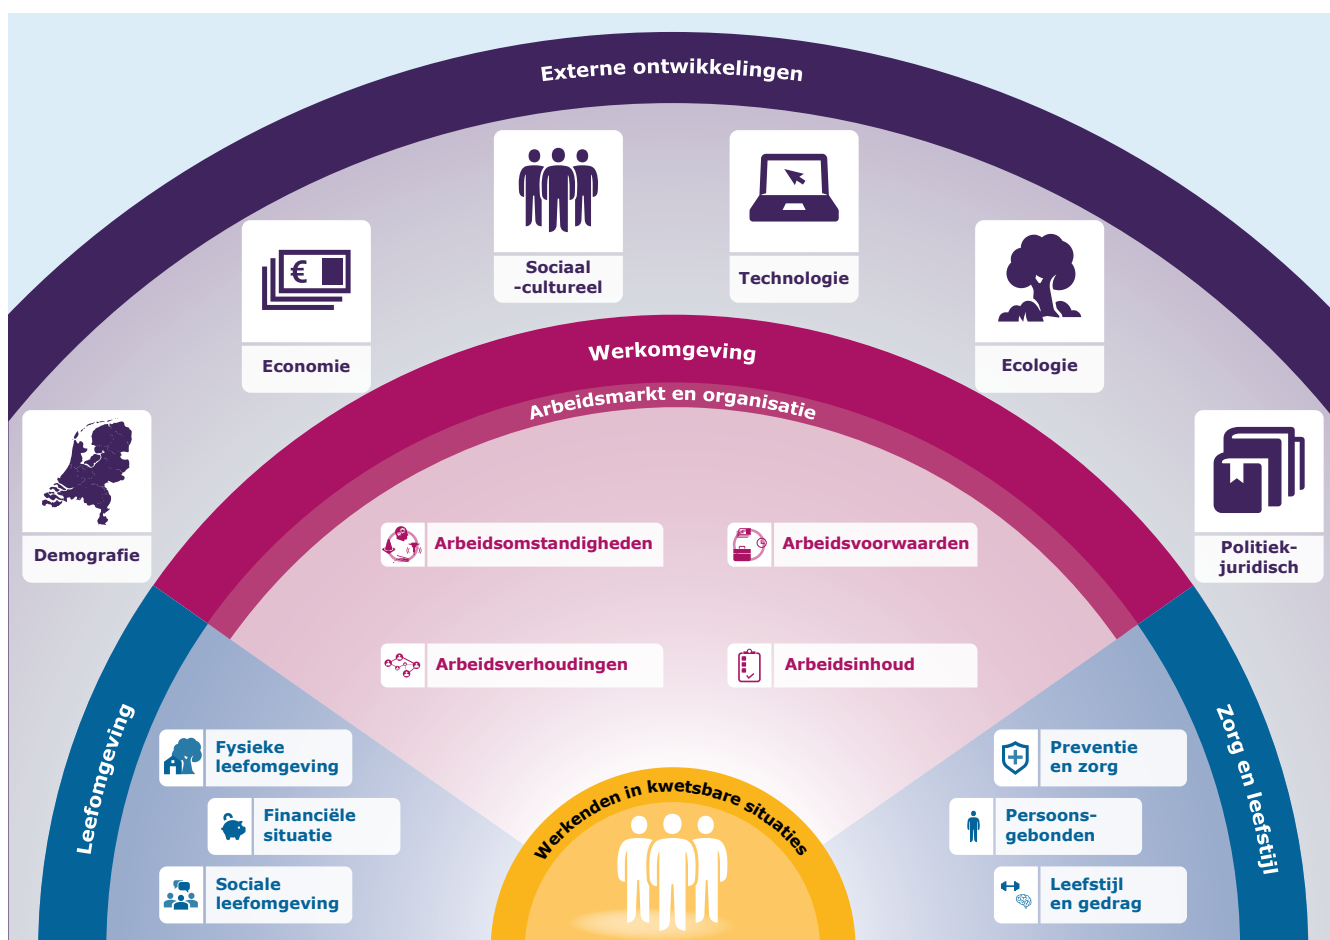 Externe ontwikkelingen
Sociaal
-cultureel
Technologie
€
Economie
Ecologie
Werkomgeving
Arbeidsmarkt en organisatie
Demografie
Politiek-
juridisch
Arbeidsomstandigheden
Arbeidsvoorwaarden
Arbeidsverhoudingen
Arbeidsinhoud
Leefomgeving
Fysieke
leefomgeving
Financiële
situatie
Sociale
leefomgeving
Werkenden in kwetsbare situaties
Zorg en leefstijl
Preventie
en zorg
Persoons-
gebonden
Leefstijl
en gedrag